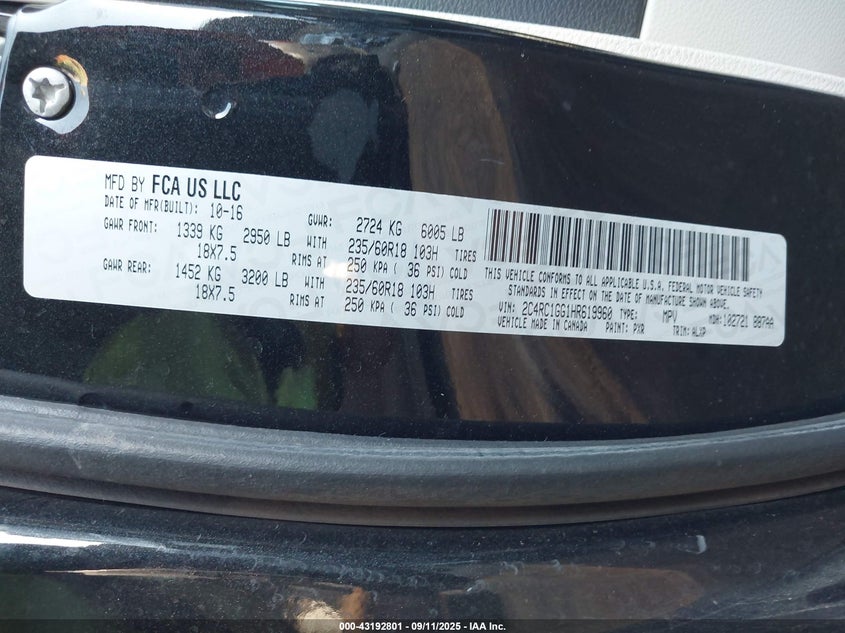 MFD BY FCA US LLC
DATE OF MFR(BUILT): 10-16 GVWR: 2724 KG 6005 LB
GAWR FRONT: 1339 KG 2950 LB WITH 235/60R18 103H TIRES
18X7.5 RIMS AT 250 KPA ( 36 PSI) COLD
GAWR REAR: 1452 KG 3200 LB WITH 235/60R18 103H TIRES
18X7.5 RIMS AT 250 KPA ( 36 PSI) COLD
THIS VEHICLE CONFORMS TO ALL APPLICABLE U.S.A. FEDERAL MOTOR VEHICLE SAFETY
STANDARDS IN EFFECT ON THE DATE OF MANUFACTURE SHOWN ABOVE.
VIN: 2C4RC1GG1HR619960 TYPE: MPV MDH: 102721 887AA
VEHICLE MADE IN CANADA PAINT: PXR TRIM: ALXP
000-43192801 - 09/11/2025 - IAA Inc.